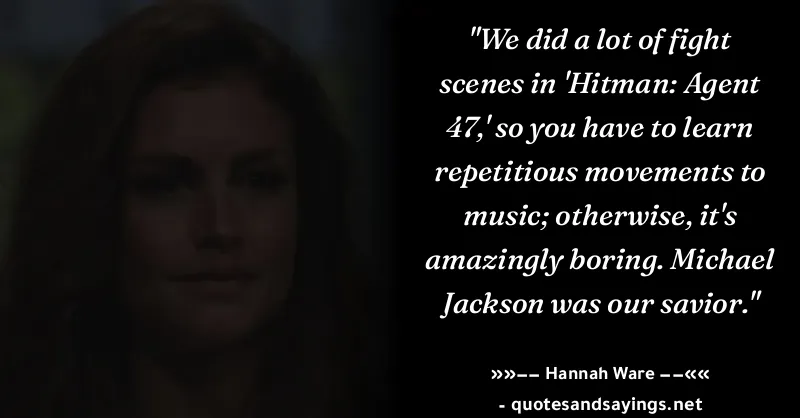 "We did a lot of fight
scenes in 'Hitman: Agent
47,' so you have to learn
repetitious movements to
music; otherwise, it's
amazingly boring. Michael
Jackson was our savior."
»»−− Hannah Ware −−««
- quotesandsayings.net